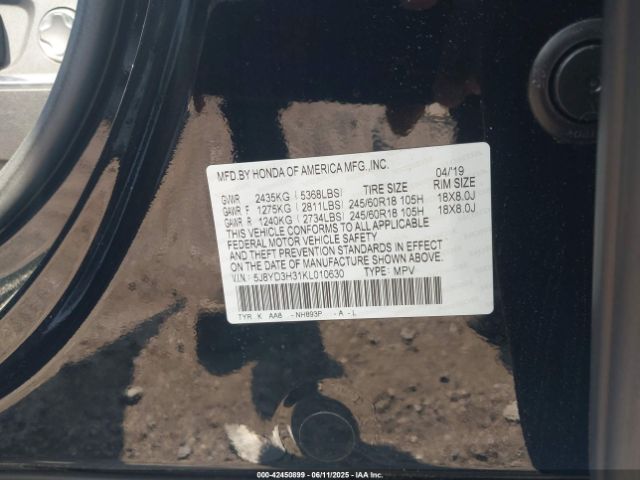 MFD BY HONDA OF AMERICA MFG.,INC. 04/'19
GVWR 2435KG ( 5368LBS) TIRE SIZE RIM SIZE
GAWR F 1275KG ( 2811LBS) 245/60R18 105H 18X8.0J
GAWR R 1240KG ( 2734LBS) 245/60R18 105H 18X8.0J
THIS VEHICLE CONFORMS TO ALL APPLICABLE
FEDERAL MOTOR VEHICLE SAFETY
AND THEFT PREVENTION STANDARDS IN EFFECT
ON THE DATE OF MANUFACTURE SHOWN ABOVE.
V.I.N.: 5J8YD3H31KL010630 TYPE: MPV
TYR K AA8 - NH893P - A - L
000-42450899 | 06/11/2025 - IAA Corp.